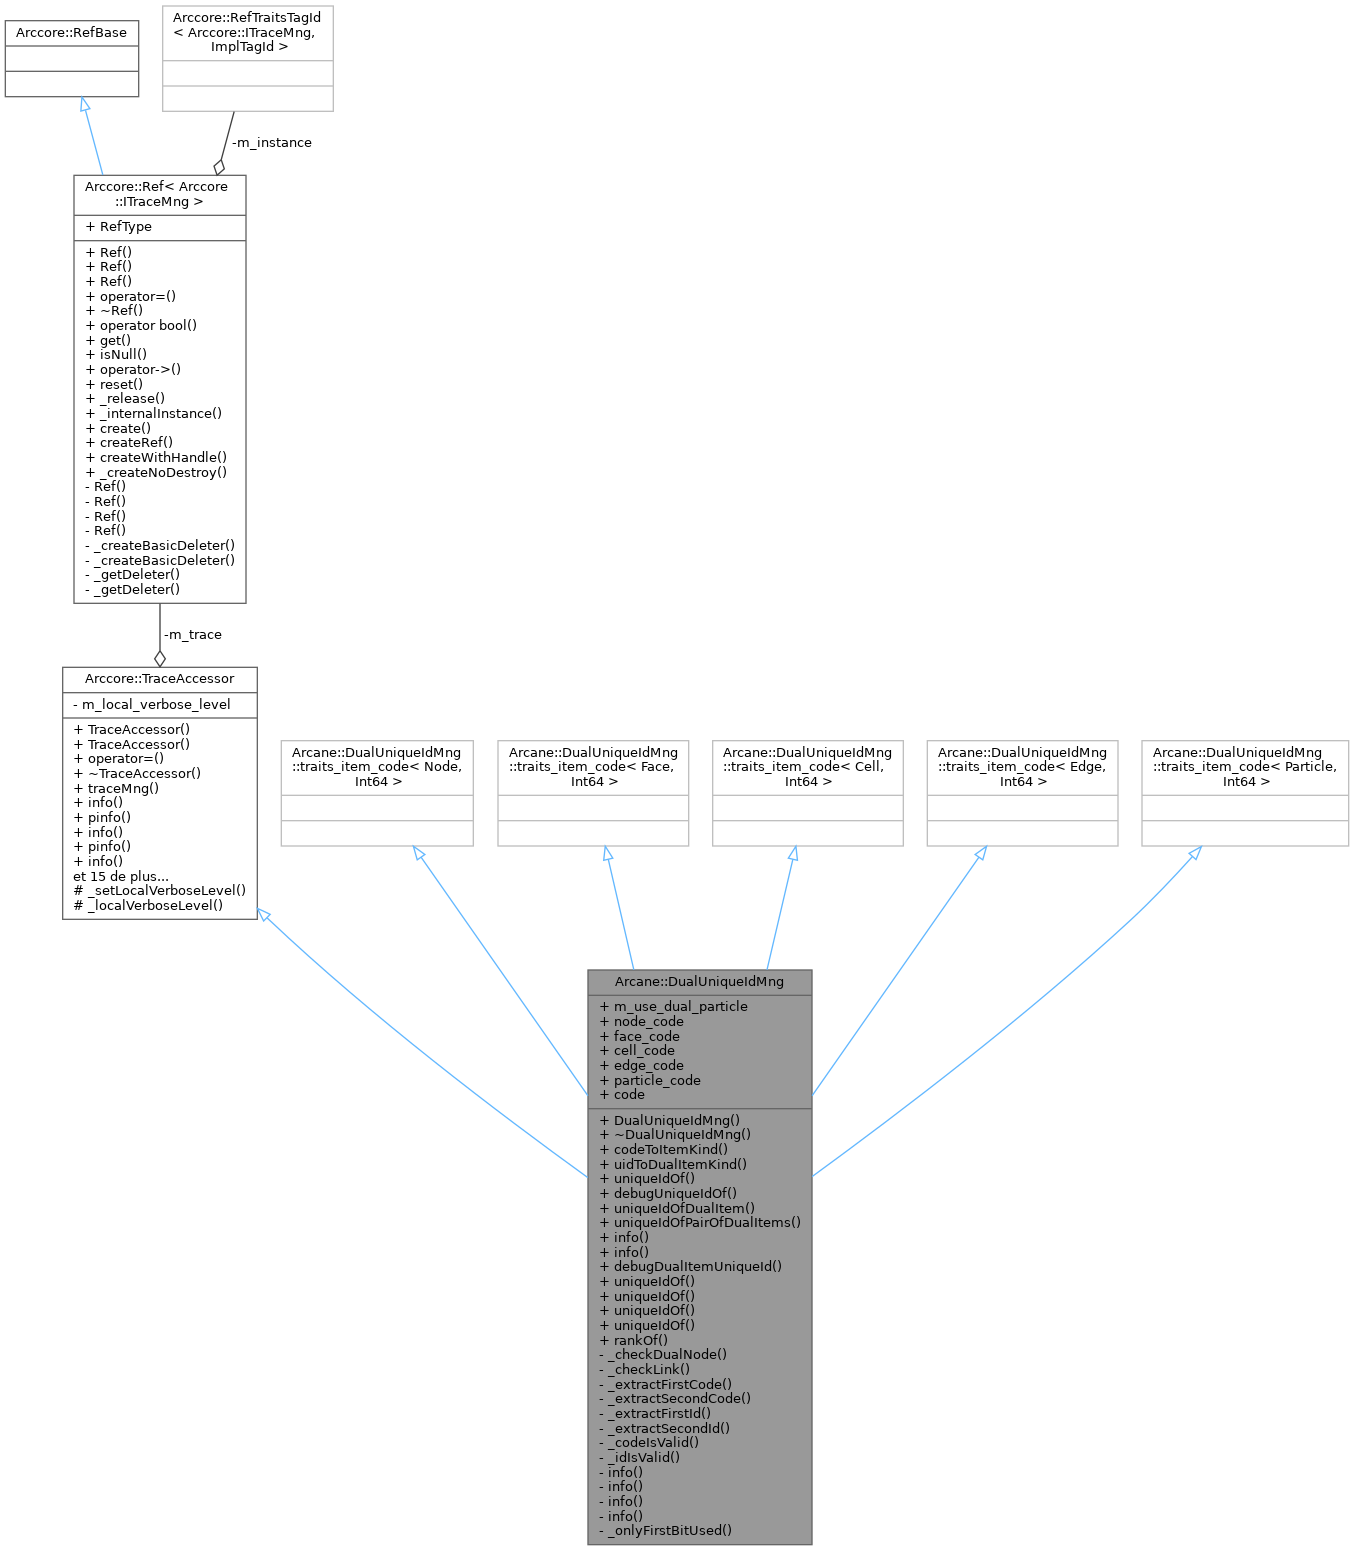 Arccore::RefBase
Arccore::RefTraitsTagId
< Arccore::ITraceMng,
ImplTagId >
-m_instance
Arccore::Ref< Arccore
::ITraceMng >
+ RefType
+ Ref()
+ Ref()
+ Ref()
+ operator=()
+ ~Ref()
+ operator bool()
+ get()
+ isNull()
+ operator->()
+ reset()
+ _release()
+ _internalInstance()
+ create()
+ createRef()
+ createWithHandle()
+ _createNoDestroy()
- Ref()
- Ref()
- Ref()
- Ref()
- _createBasicDeleter()
- _createBasicDeleter()
- _getDeleter()
- _getDeleter()
-m_trace
Arccore::TraceAccessor
- m_local_verbose_level
+ TraceAccessor()
+ TraceAccessor()
+ operator=()
+ ~TraceAccessor()
+ traceMng()
+ info()
+ pinfo()
+ info()
+ pinfo()
+ info()
et 15 de plus...
# _setLocalVerboseLevel()
# _localVerboseLevel()
Arcane::DualUniqueIdMng
::traits_item_code< Node,
Int64 >
Arcane::DualUniqueIdMng
::traits_item_code< Face,
Int64 >
Arcane::DualUniqueIdMng
::traits_item_code< Cell,
Int64 >
Arcane::DualUniqueIdMng
::traits_item_code< Edge,
Int64 >
Arcane::DualUniqueIdMng
::traits_item_code< Particle,
Int64 >
Arcane::DualUniqueIdMng
+ m_use_dual_particle
+ node_code
+ face_code
+ cell_code
+ edge_code
+ particle_code
+ code
+ DualUniqueIdMng()
+ ~DualUniqueIdMng()
+ codeToItemKind()
+ uidToDualItemKind()
+ uniqueIdOf()
+ debugUniqueIdOf()
+ uniqueIdOfDualItem()
+ uniqueIdOfPairOfDualItems()
+ info()
+ info()
+ debugDualItemUniqueId()
+ uniqueIdOf()
+ uniqueIdOf()
+ uniqueIdOf()
+ uniqueIdOf()
+ rankOf()
- _checkDualNode()
- _checkLink()
- _extractFirstCode()
- _extractSecondCode()
- _extractFirstId()
- _extractSecondId()
- _codeIsValid()
- _idIsValid()
- info()
- info()
- info()
- info()
- _onlyFirstBitUsed()